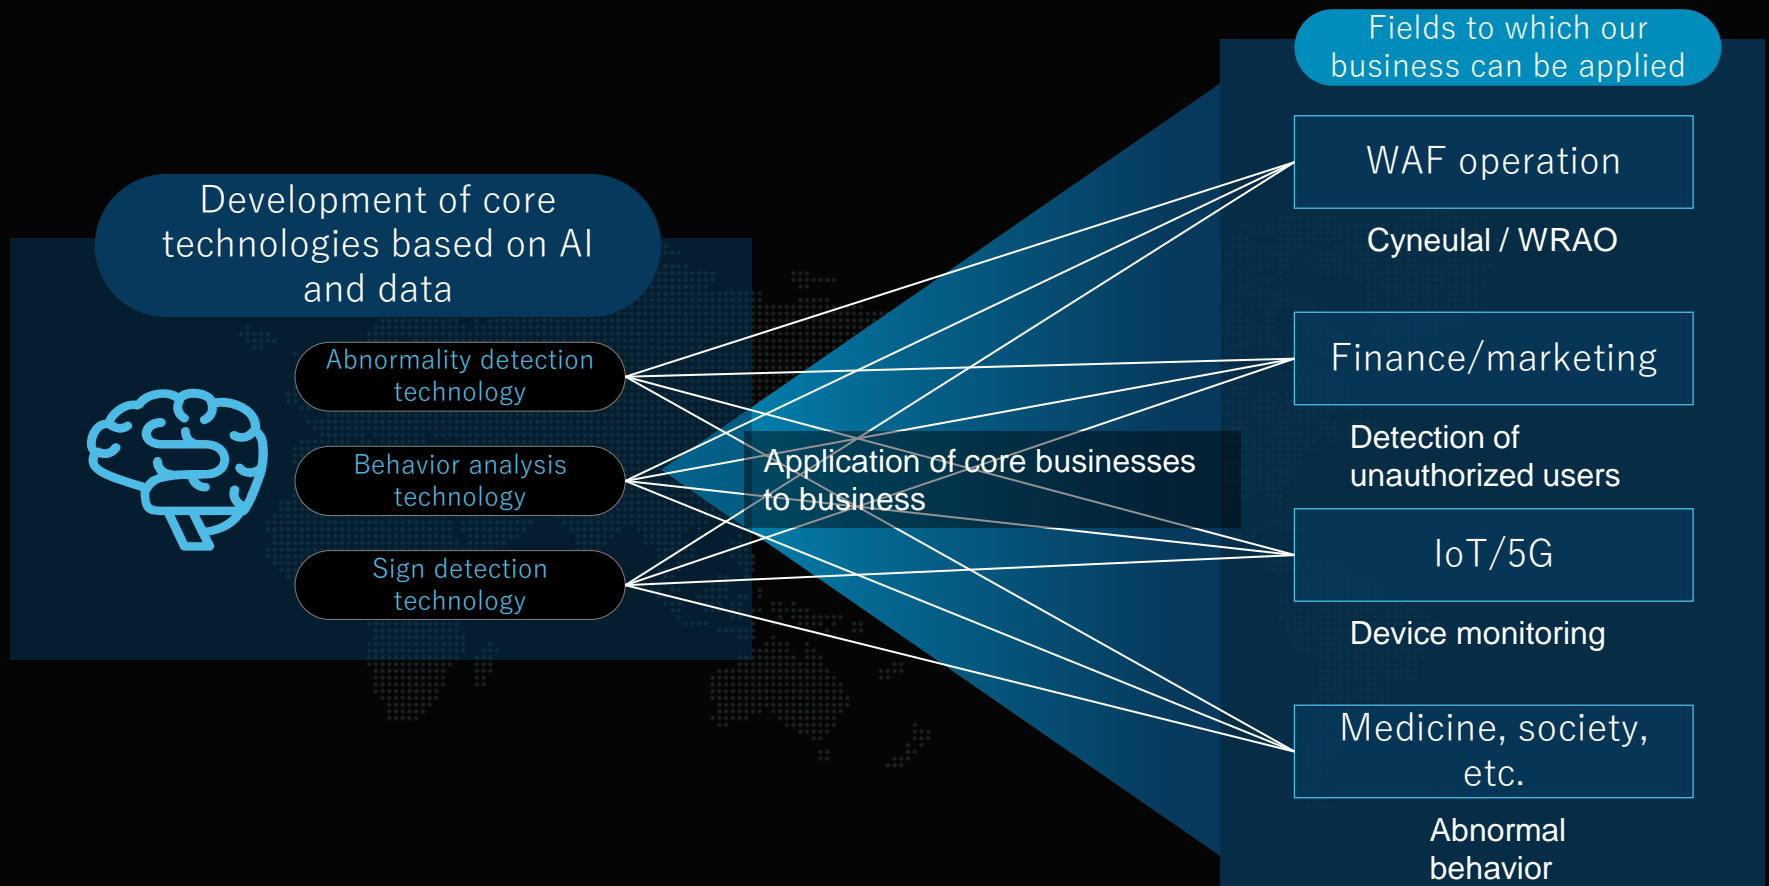 Fields to which our
business can be applied
Development of core
technologies based on AI
and data
Abnormality detection
technology
Behavior analysis
technology
Sign detection
technology
Application of core businesses
to business
WAF operation
Cyneulal / WRAO
Finance/marketing
Detection of
unauthorized users
IoT/5G
Device monitoring
Medicine, society,
etc.
Abnormal
behavior